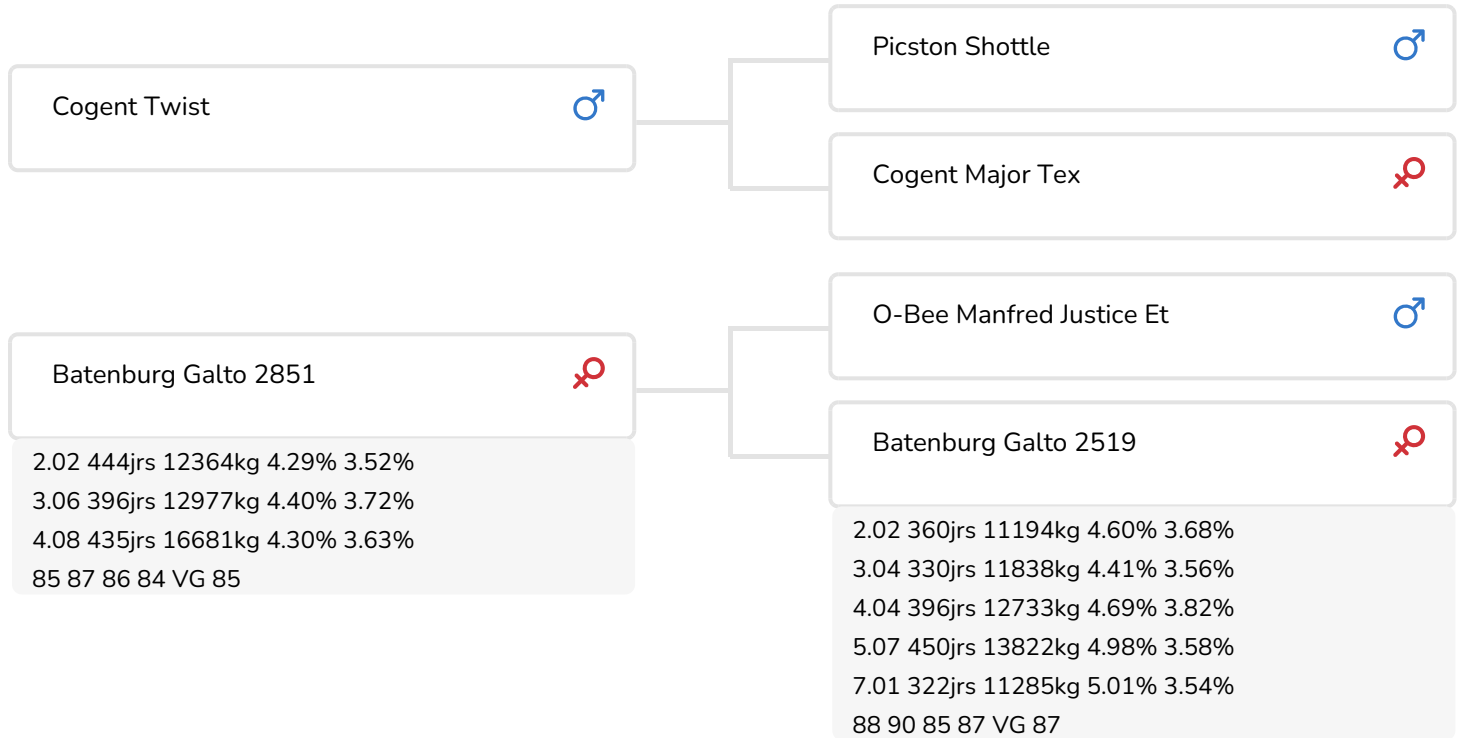 Picston Shottle
Cogent Twist
Cogent Major Tex
O-Bee Manfred Justice Et
Batenburg Galto 2851
2.02 444jrs 12364kg 4.29% 3.52%
3.06 396jrs 12977kg 4.40% 3.72%
4.08 435jrs 16681kg 4.30% 3.63%
85 87 86 84 VG 85
Batenburg Galto 2519
2.02 360jrs 11194kg 4.60% 3.68%
3.04 330jrs 11838kg 4.41% 3.56%
4.04 396jrs 12733kg 4.69% 3.82%
5.07 450jrs 13822kg 4.98% 3.58%
7.01 322jrs 11285kg 5.01% 3.54%
88 90 85 87 VG 87